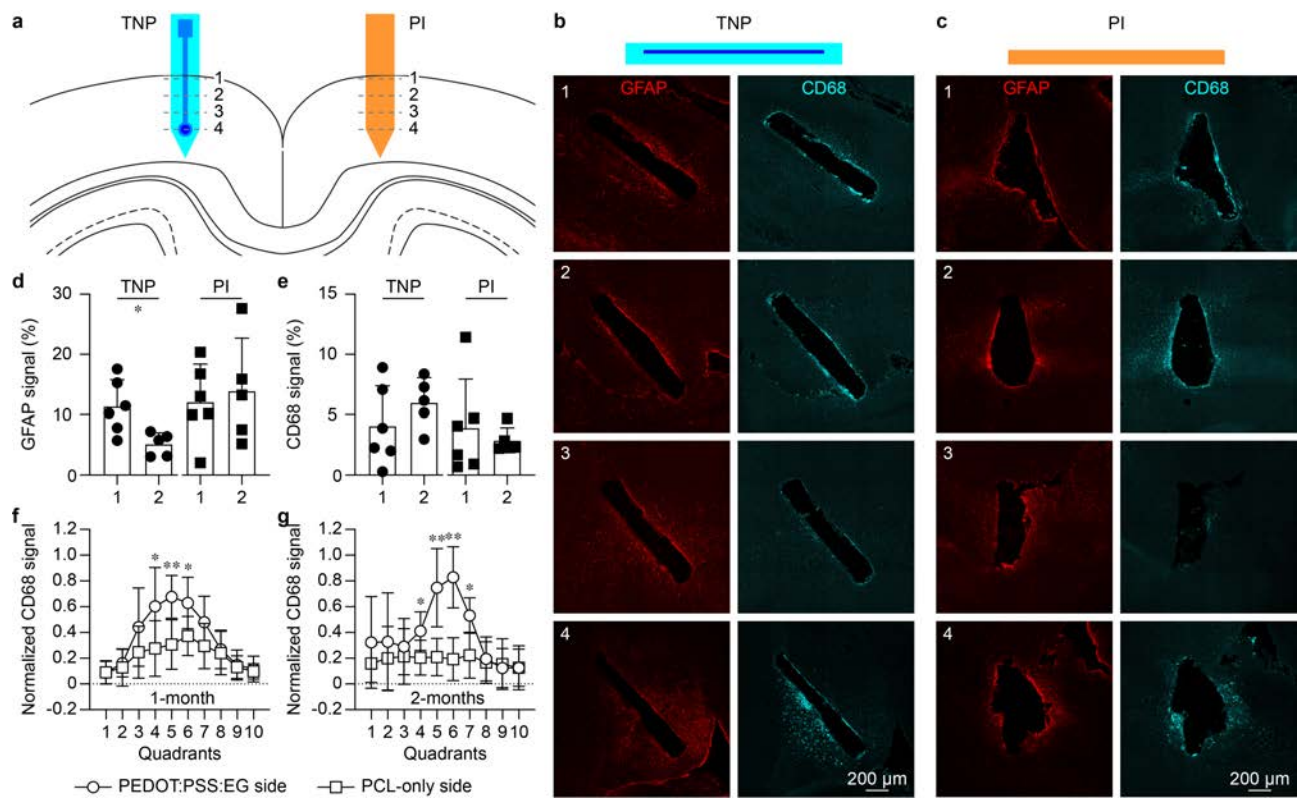 a
TNP
PI
1
2
3
4
1
2
3
4
b
TNP
GFAP
CD68
1
2
3
4
200 µm
c
PI
GFAP
CD68
1
2
3
4
200 µm
d
TNP
PI
*
GFAP signal (%)
30
20
10
0
1
2
1
2
e
TNP
PI
CD68 signal (%)
15
10
5
0
1
2
1
2
f
Normalized CD68 signal
1.2
1.0
0.8
0.6
0.4
0.2
0
-0.2
*
**
*
1-month
1 2 3 4 5 6 7 8 9 10
Quadrants
g
Normalized CD68 signal
1.2
1.0
0.8
0.6
0.4
0.2
0
-0.2
*
**
**
*
2-months
1 2 3 4 5 6 7 8 9 10
Quadrants
PEDOT:PSS:EG side
PCL-only side